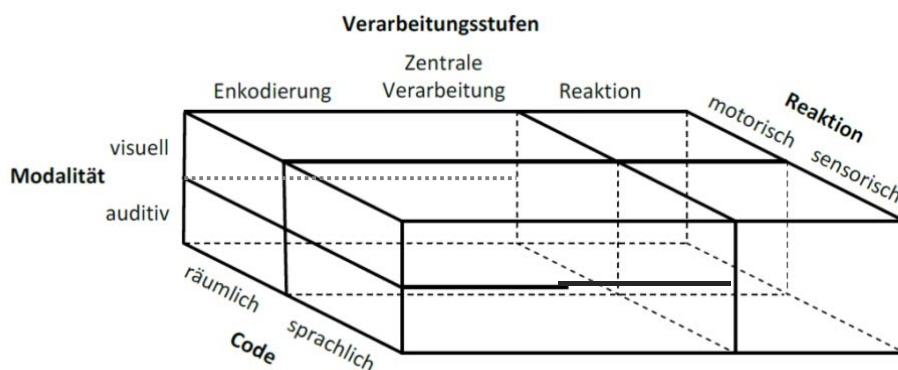 Verarbeitungsstufen
Enkodierung
Zentrale
Verarbeitung
Reaktion
Reaktion
motorisch
sensorisch
visuell
Modalität
auditiv
räumlich
Code
sprachlich